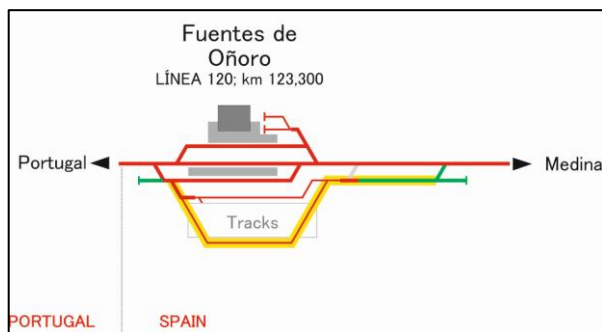 Fuentes de
Oñoro
LÍNEA 120; km 123,300
Portugal
Medina
Tracks
PORTUGAL
SPAIN